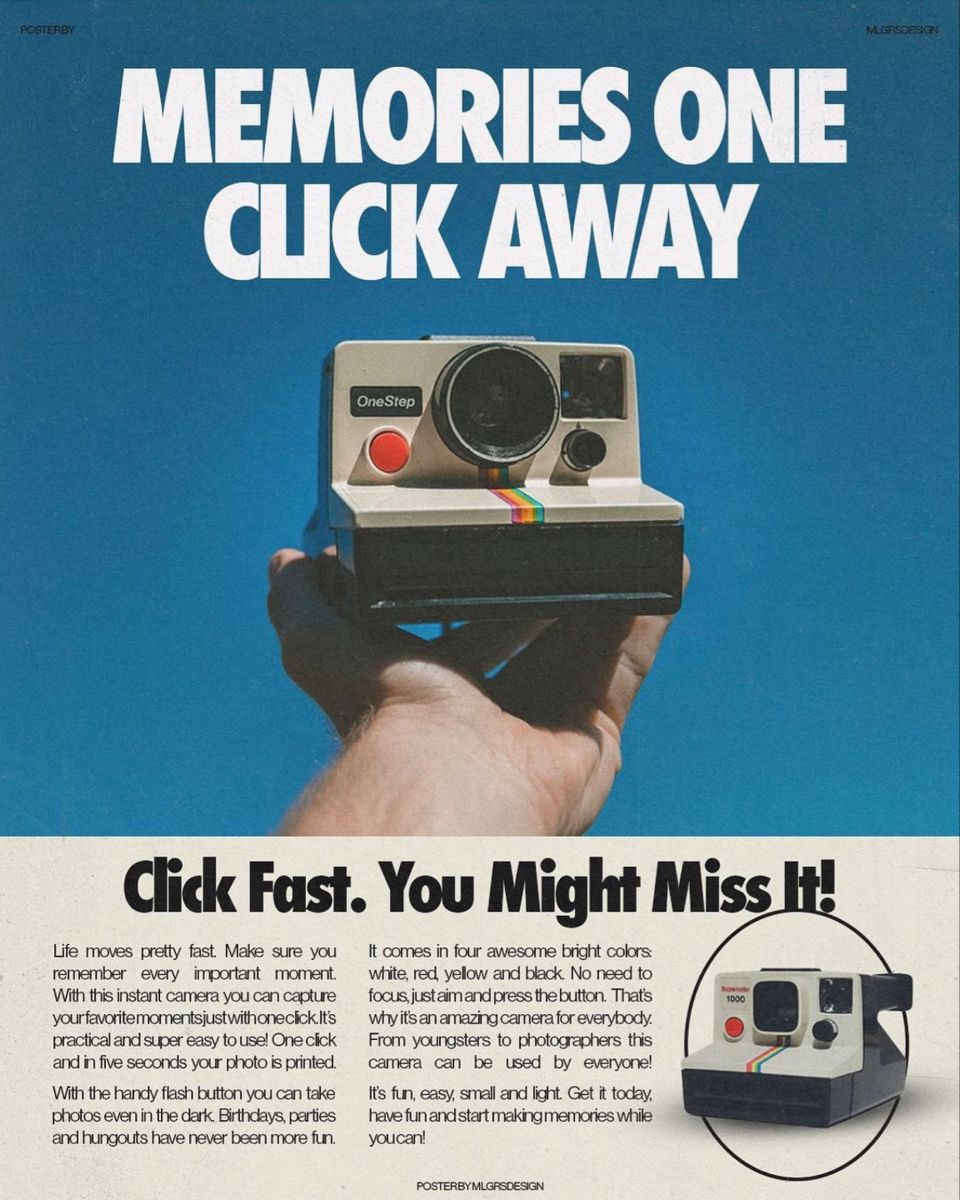 POSTER BY
MLGRSDESIGN
MEMORIES ONE
CLICK AWAY
OneStep
Click Fast. You Might Miss It!
Life moves pretty fast. Make sure you
remember every important moment.
With this instant camera you can capture
your favorite moments just with one click. It's
practical and super easy to use! One click
and in five seconds your photo is printed.
With the handy flash button you can take
photos even in the dark. Birthdays, parties
and hungouts have never been more fun.
It comes in four awesome bright colors:
white, red, yellow and black. No need to
focus, just aim and press the button. That's
why it's an amazing camera for everybody.
From youngsters to photographers this
camera can be used by everyone!
It's fun, easy, small and light. Get it today,
have fun and start making memories while
you can!
Supercolor
1000
POSTER BY MLGRSDESIGN